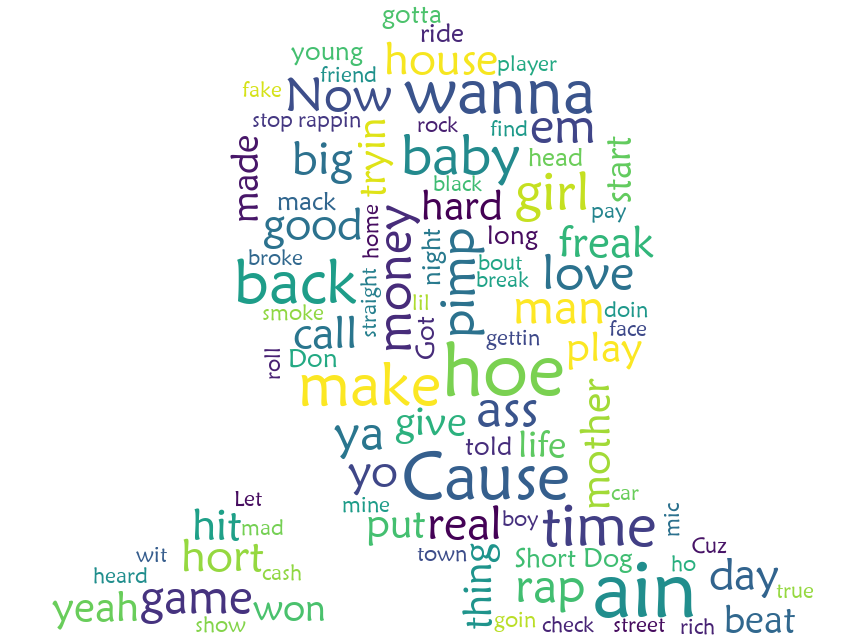 gotta
ride
young
house
player
friend
fake
Now
wanna
stop
rappin
rock
find
em
made
big
tryin
baby
head
start
black
mack
hard
girl
good
home
money
night
long
pay
freak
broke
pimp
bout
back
straight
break
love
smoke
lil
man
doin
call
Got
gettin
face
roll
Don
play
make
hoe
ass
mother
ya
give
told
life
yo
Cause
car
Let
mine
hit
mad
put
real
boy
time
mic
wit
hort
town
thing
Short Dog
ho
Cuz
heard
cash
rap
ain
day
true
yeah
game
won
show
goin
check
street
rich
beat